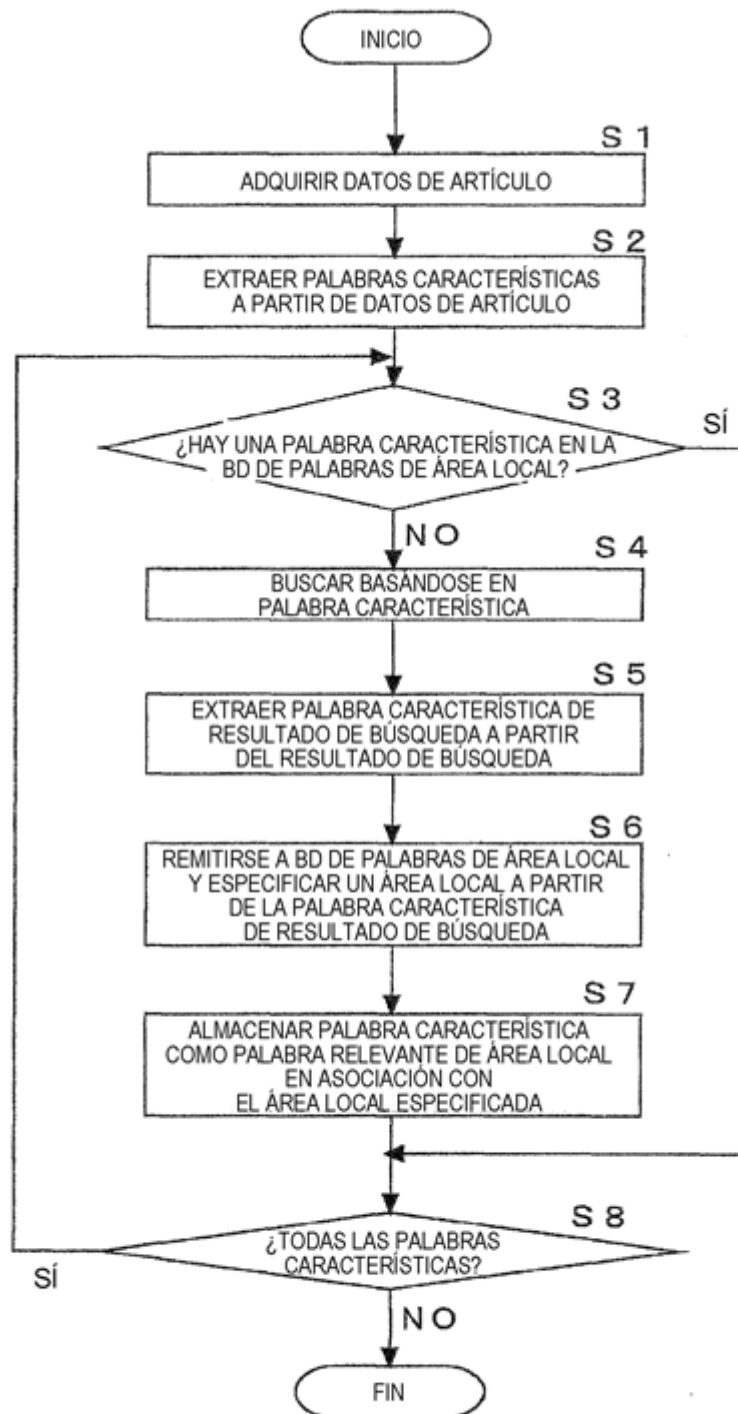 INICIO
S 1
ADQUIRIR DATOS DE ARTÍCULO
S 2
EXTRAER PALABRAS CARACTERÍSTICAS
A PARTIR DE DATOS DE ARTÍCULO
S 3
SÍ
¿HAY UNA PALABRA CARACTERÍSTICA EN LA
BD DE PALABRAS DE ÁREA LOCAL?
NO
S 4
BUSCAR BASÁNDOSE EN
PALABRA CARACTERÍSTICA
S 5
EXTRAER PALABRA CARACTERÍSTICA DE
RESULTADO DE BÚSQUEDA A PARTIR
DEL RESULTADO DE BÚSQUEDA
S 6
REMITIRSE A BD DE PALABRAS DE ÁREA LOCAL
Y ESPECIFICAR UN ÁREA LOCAL A PARTIR
DE LA PALABRA CARACTERÍSTICA
DE RESULTADO DE BÚSQUEDA
S 7
ALMACENAR PALABRA CARACTERÍSTICA
COMO PALABRA RELEVANTE DE ÁREA LOCAL
EN ASOCIACIÓN CON
EL ÁREA LOCAL ESPECIFICADA
S 8
¿TODAS LAS PALABRAS
CARACTERÍSTICAS?
SÍ
NO
FIN